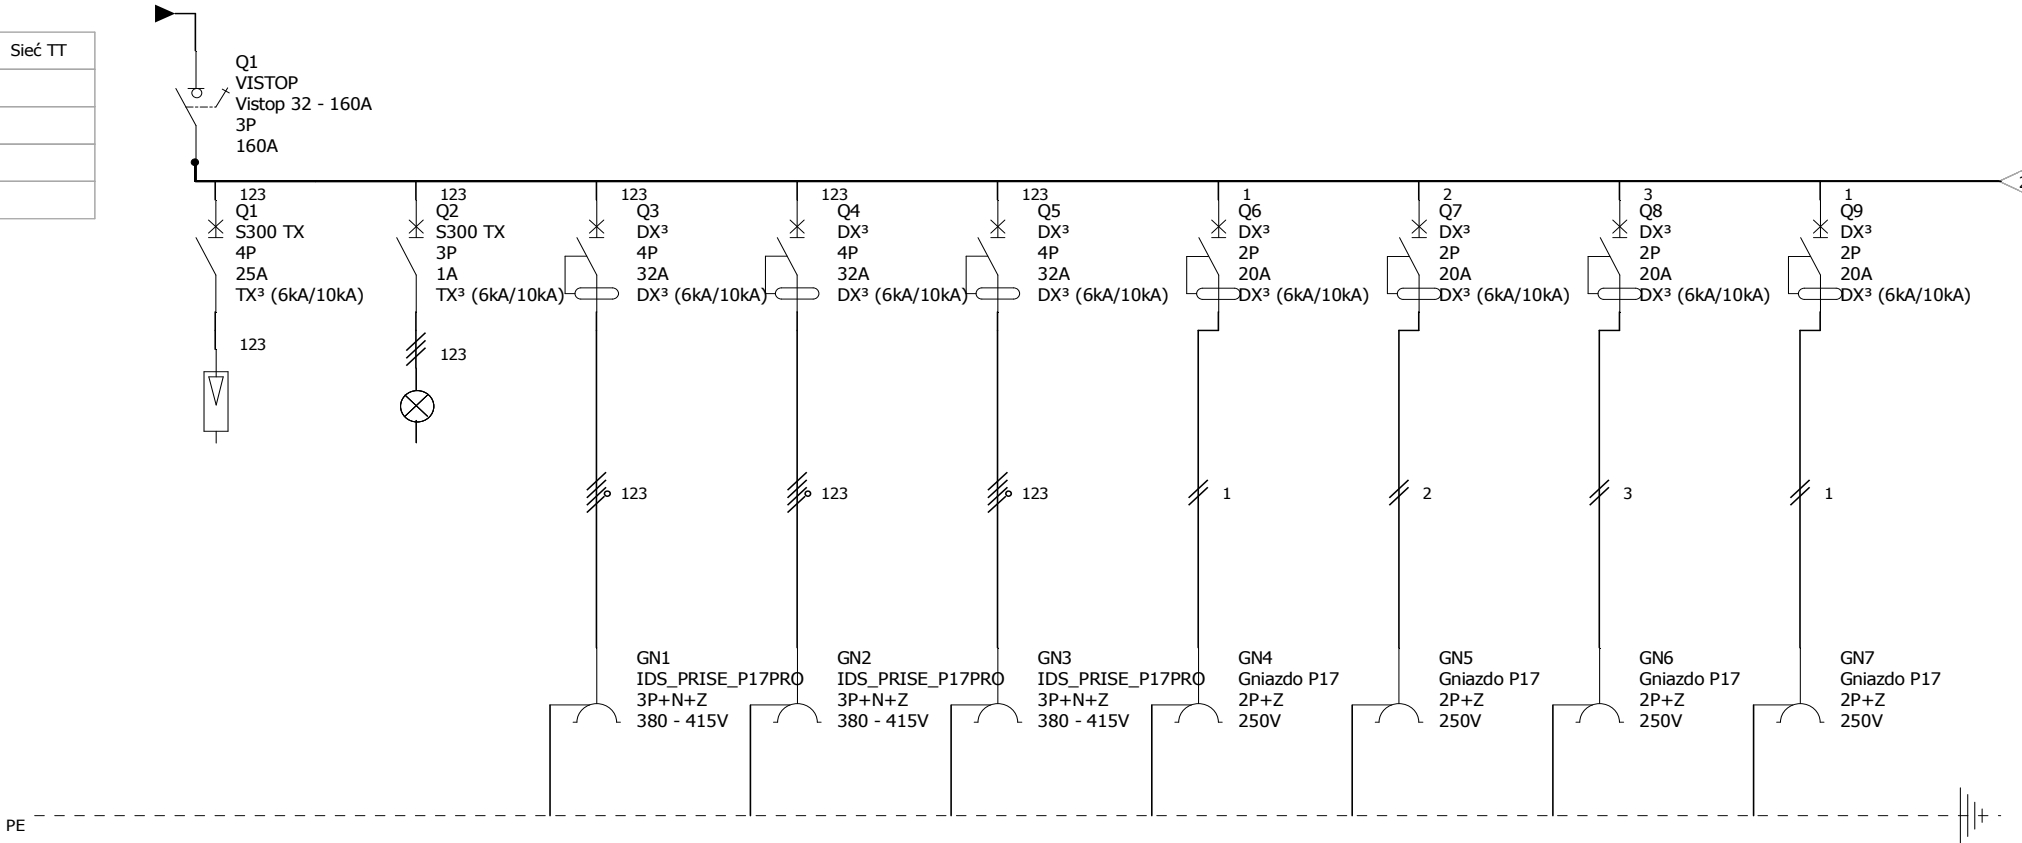 Sieć TT
Q1
VISTOP
Vistop 32 - 160A
3P
160A
123
Q1
S300 TX
4P
25A
TX³ (6kA/10kA)
123
123
Q2
S300 TX
3P
1A
TX³ (6kA/10kA)
123
123
Q3
DX³
4P
32A
DX³ (6kA/10kA)
123
GN1
IDS_PRISE_P17PRO
3P+N+Z
380 - 415V
123
Q4
DX³
4P
32A
DX³ (6kA/10kA)
123
GN2
IDS_PRISE_P17PRO
3P+N+Z
380 - 415V
123
Q5
DX³
4P
32A
DX³ (6kA/10kA)
123
GN3
IDS_PRISE_P17PRO
3P+N+Z
380 - 415V
1
Q6
DX³
2P
20A
DX³ (6kA/10kA)
1
GN4
Gniazdo P17
2P+Z
250V
2
Q7
DX³
2P
20A
DX³ (6kA/10kA)
2
GN5
Gniazdo P17
2P+Z
250V
3
Q8
DX³
2P
20A
DX³ (6kA/10kA)
3
GN6
Gniazdo P17
2P+Z
250V
1
Q9
DX³
2P
20A
DX³ (6kA/10kA)
1
GN7
Gniazdo P17
2P+Z
250V
PE